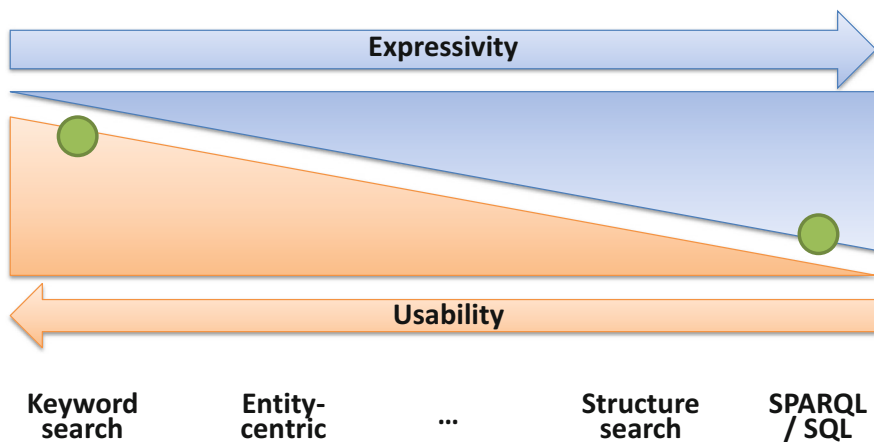 Expressivity
Usability
Keyword Entity- … Structure SPARQL
search centric search / SQL